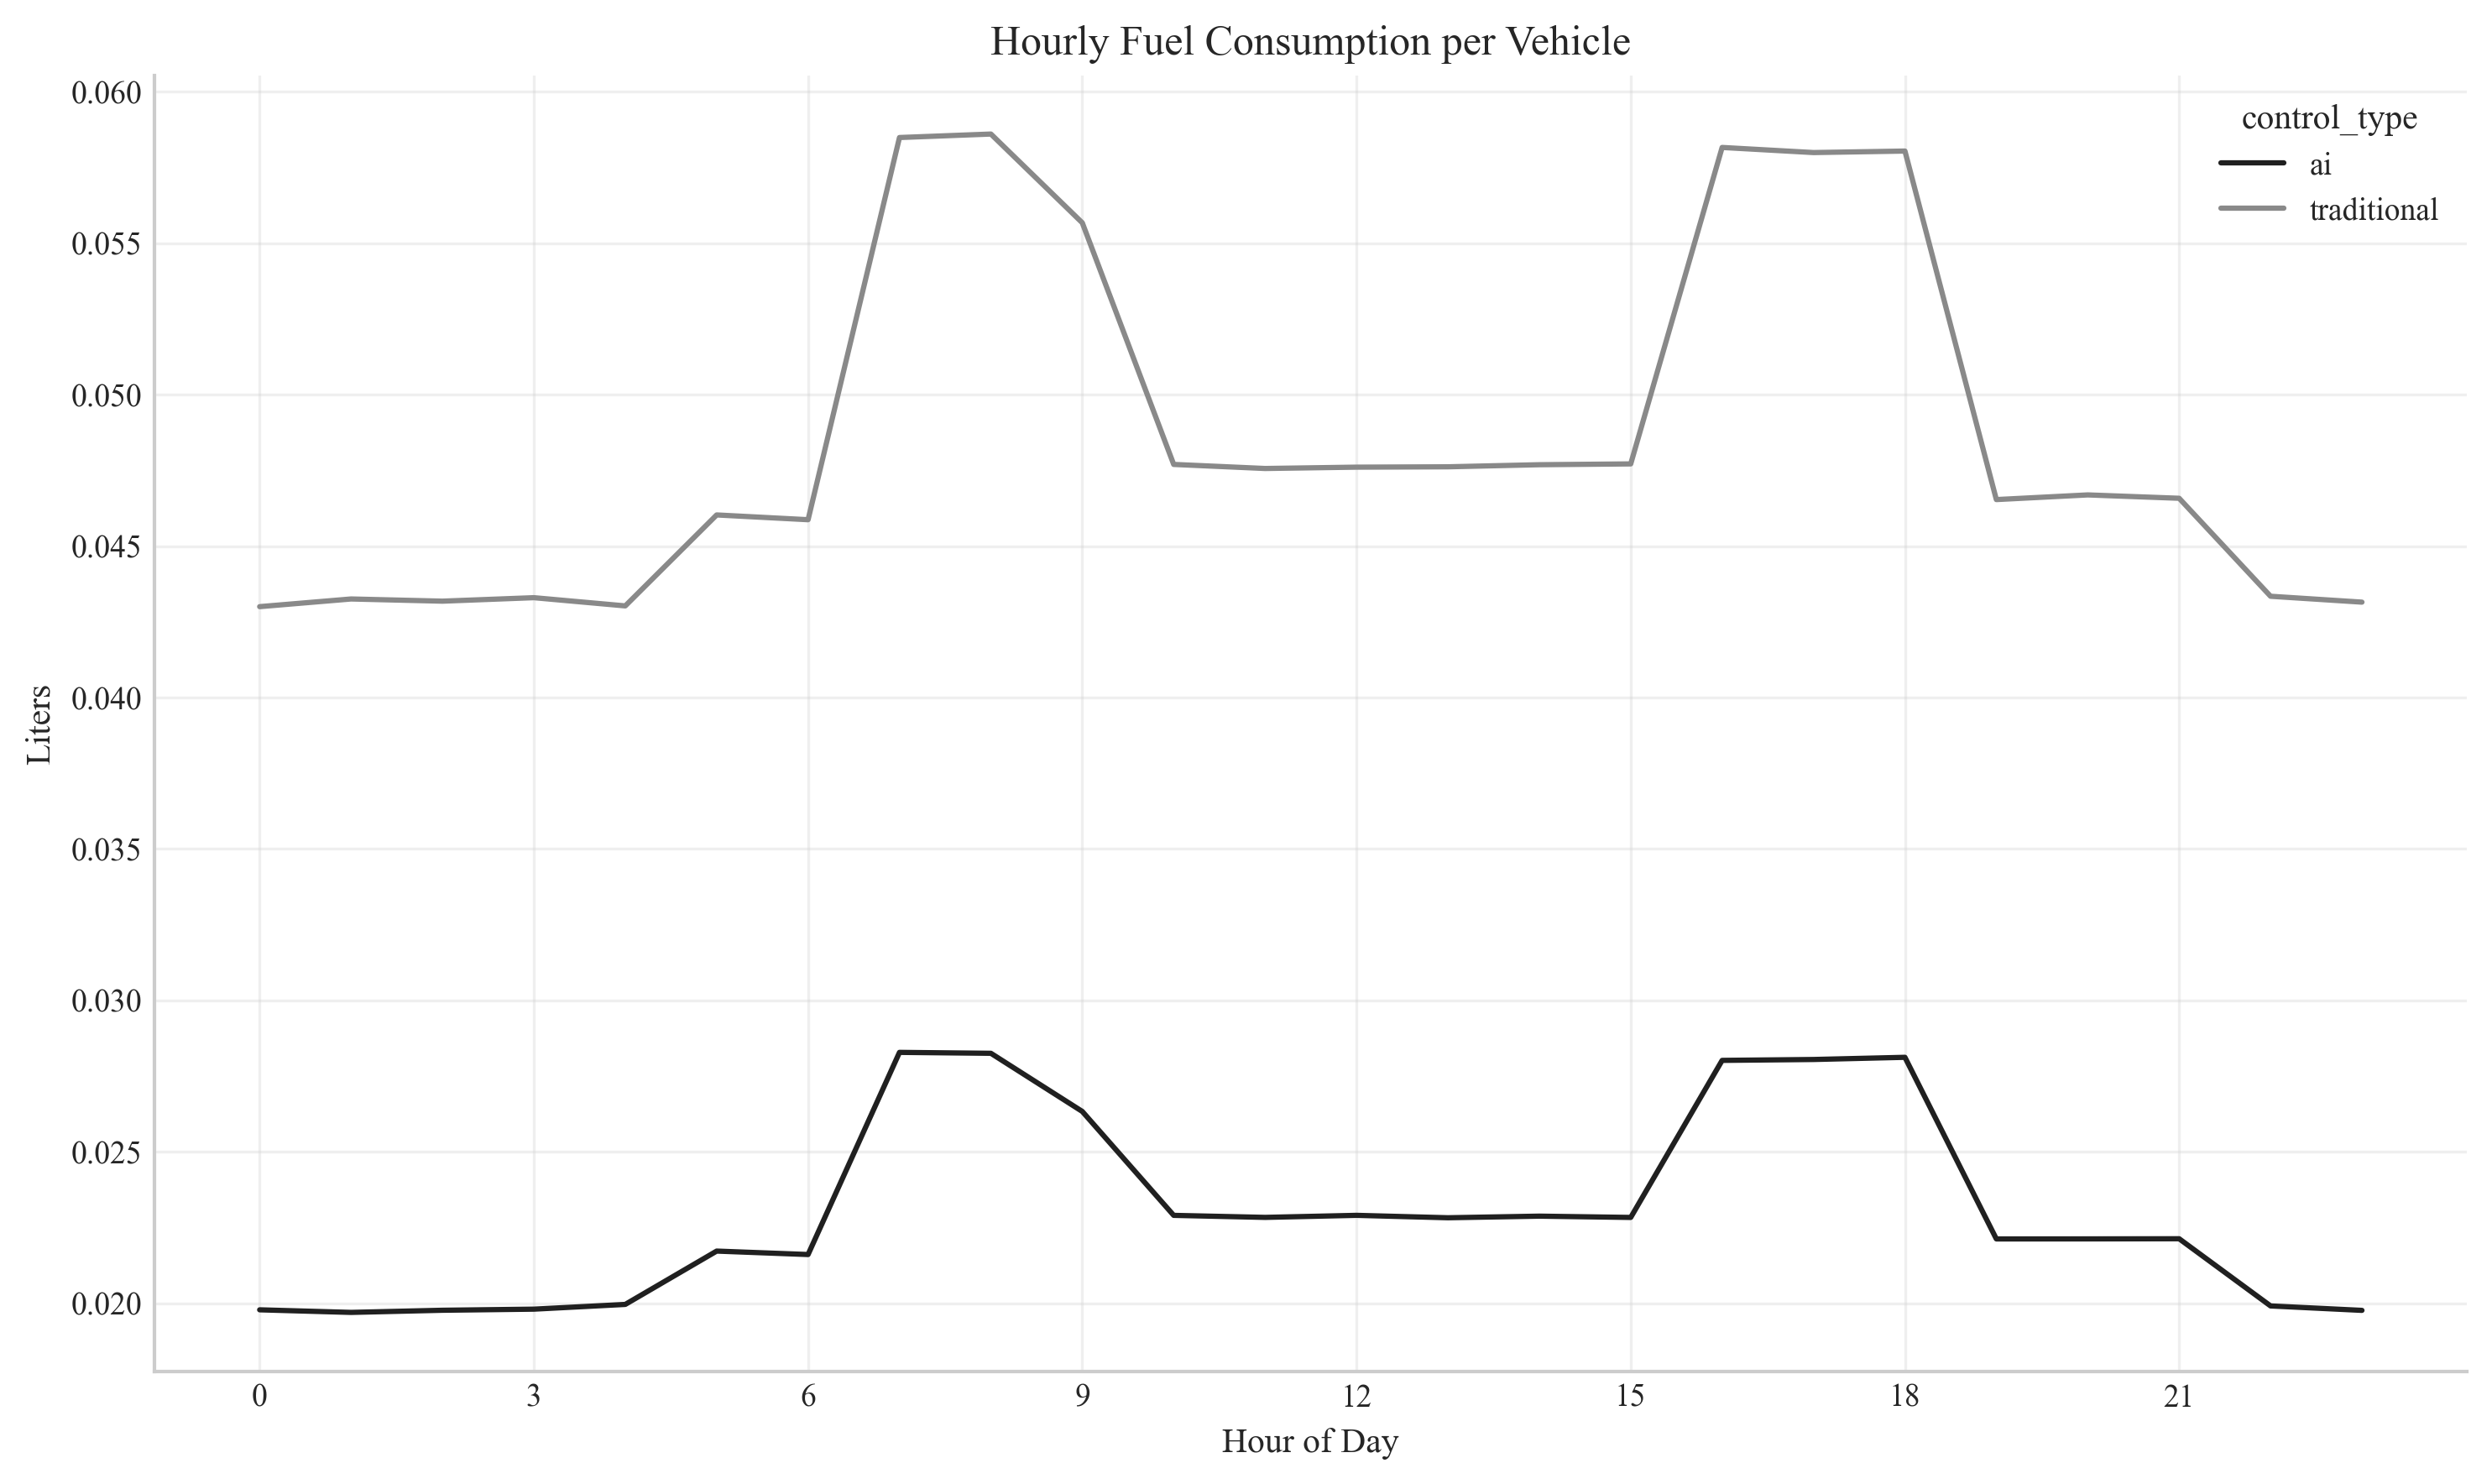 Hourly Fuel Consumption per Vehicle
control_type
ai
traditional
Liters
0.060
0.055
0.050
0.045
0.040
0.035
0.030
0.025
0.020
0
3
6
9
12
15
18
21
Hour of Day